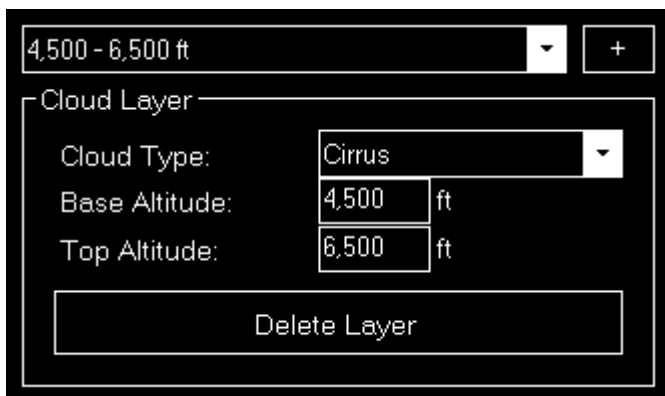 4,500 - 6,500 ft +
Cloud Layer
Cloud Type: Cirrus
Base Altitude: 4,500 ft
Top Altitude: 6,500 ft
Delete Layer